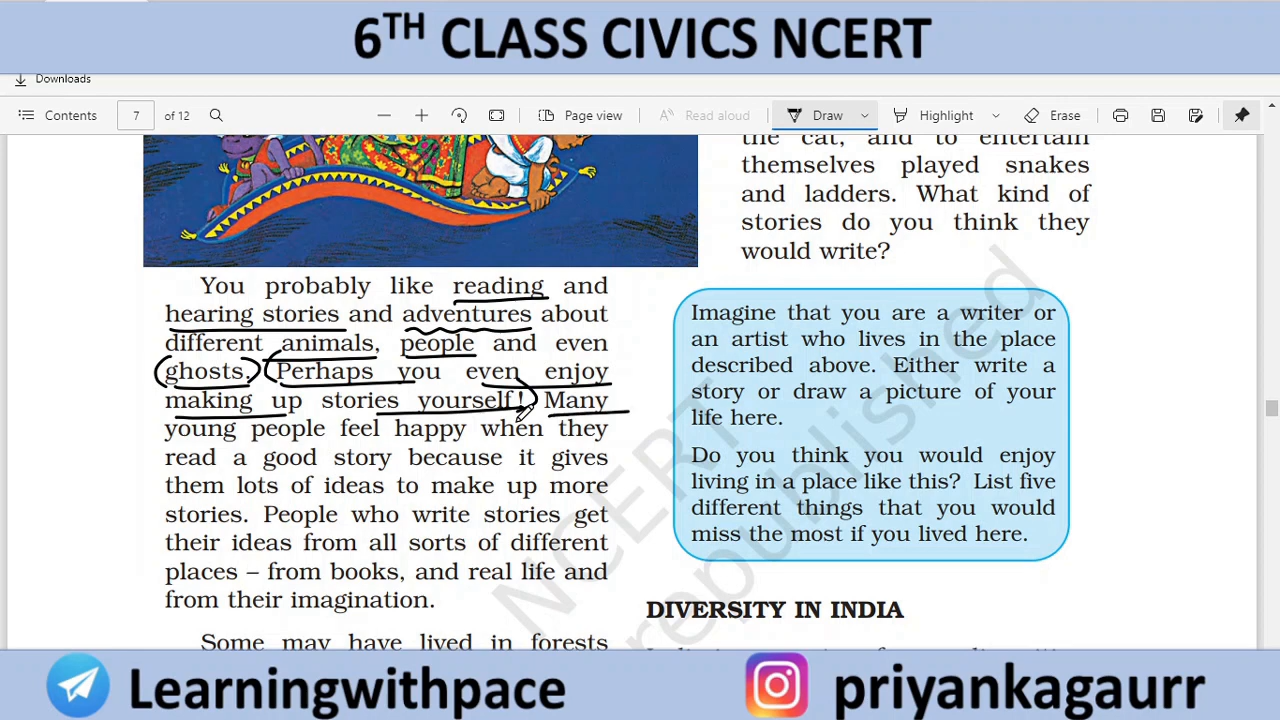 6TH CLASS CIVICS NCERT
Downloads
Contents
7
of 12
Page view
Read aloud
Draw
Highlight
Erase
the cat, and to entertain
themselves played snakes
and ladders. What kind of
stories do you think they
would write?
You probably like reading and
hearing stories and adventures about
different animals, people and even
ghosts. Perhaps you even enjoy
making up stories yourself! Many
young people feel happy when they
read a good story because it gives
them lots of ideas to make up more
stories. People who write stories get
their ideas from all sorts of different
places – from books, and real life and
from their imagination.
Some may have lived in forests
Imagine that you are a writer or
an artist who lives in the place
described above. Either write a
story or draw a picture of your
life here.
Do you think you would enjoy
living in a place like this? List five
different things that you would
miss the most if you lived here.
DIVERSITY IN INDIA
NCERT
republished
Learningwithpace
priyankagaurr